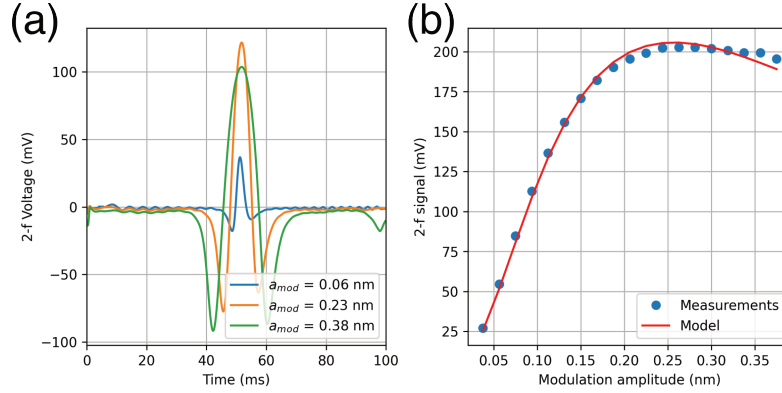 (a)
2-f Voltage (mV)
100
50
0
−50
−100
0 20 40 60 80 100
Time (ms)
a_mod = 0.06 nm
a_mod = 0.23 nm
a_mod = 0.38 nm
(b)
2-f signal (mV)
200
175
150
125
100
75
50
25
0.05 0.10 0.15 0.20 0.25 0.30 0.35
Modulation amplitude (nm)
Measurements
Model